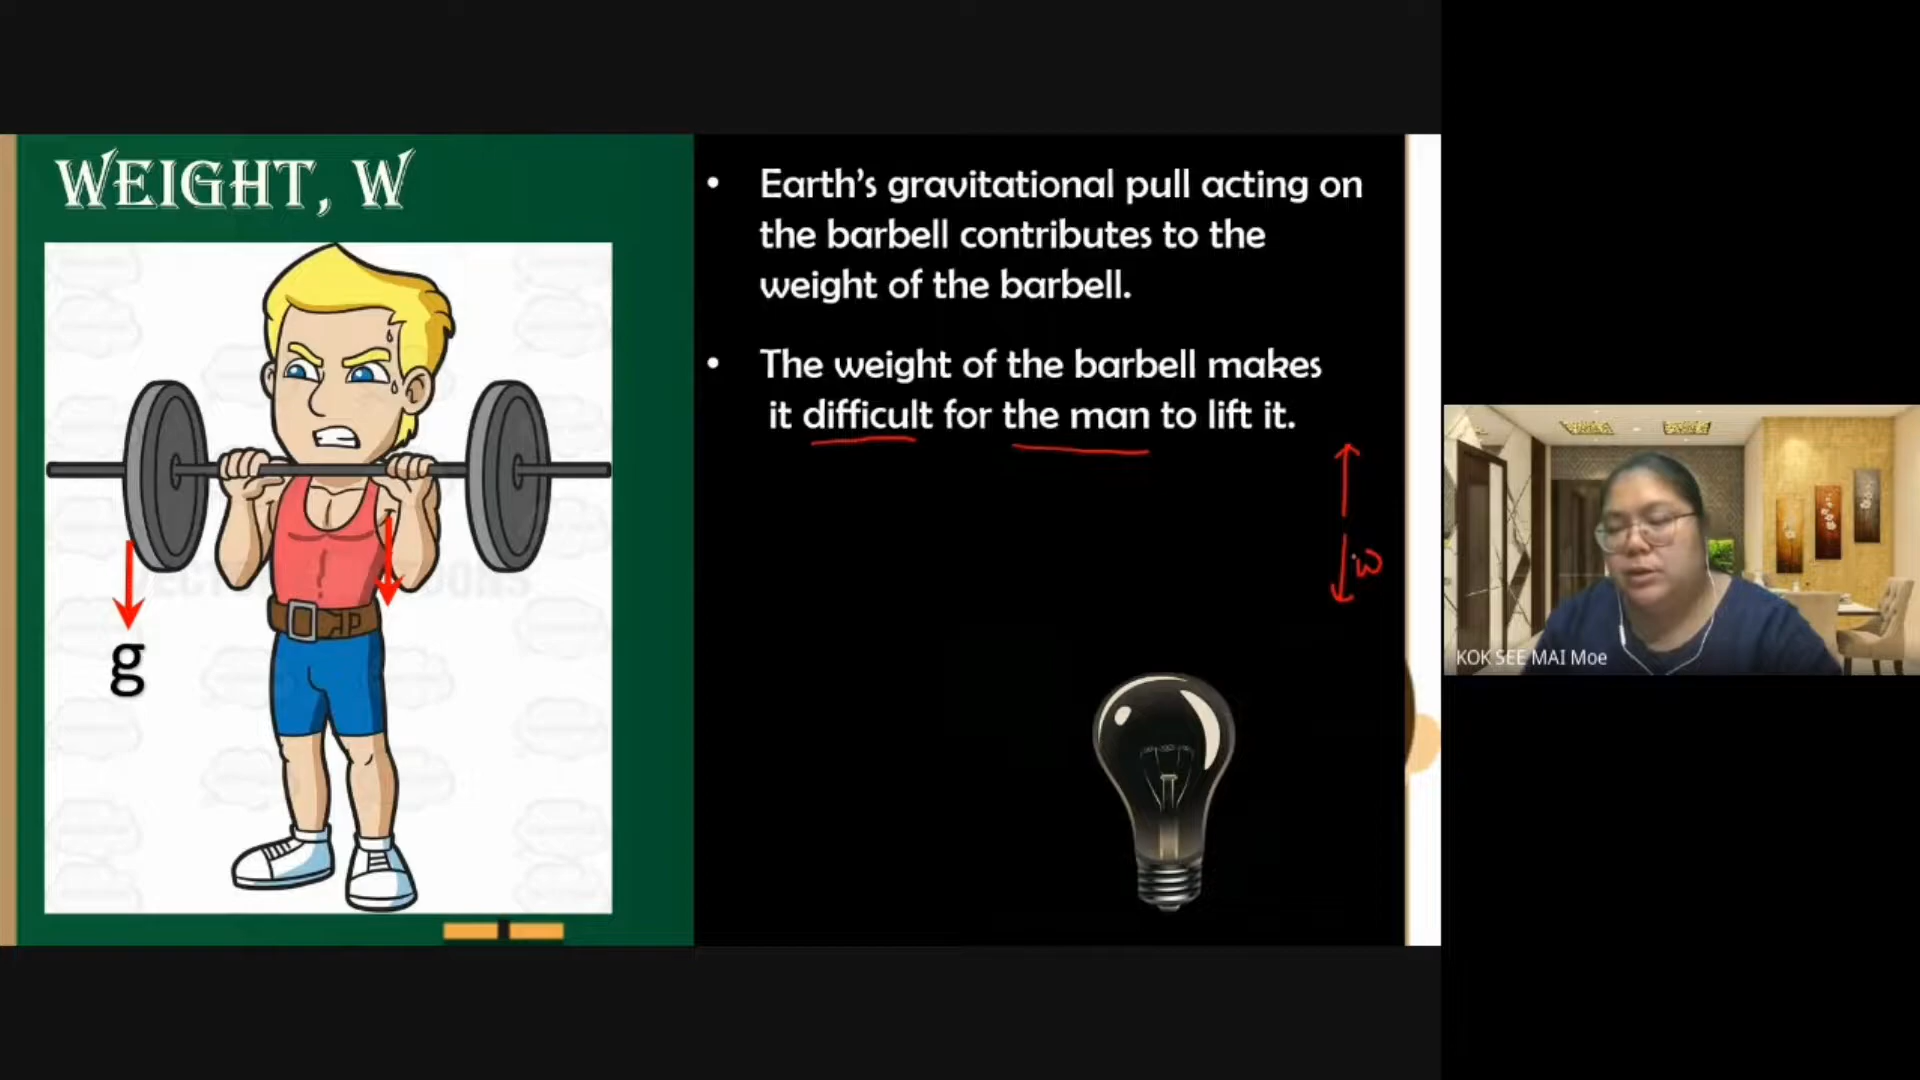 WEIGHT, W
• Earth's gravitational pull acting on
the barbell contributes to the
weight of the barbell.
• The weight of the barbell makes
it difficult for the man to lift it.
w
g
KOK SEE MAI Moe